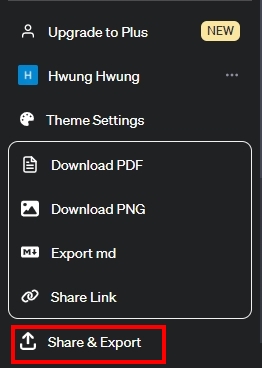 Upgrade to Plus NEW
H Hwung Hwung ...
Theme Settings
Download PDF
Download PNG
M Export md
Share Link
Share & Export